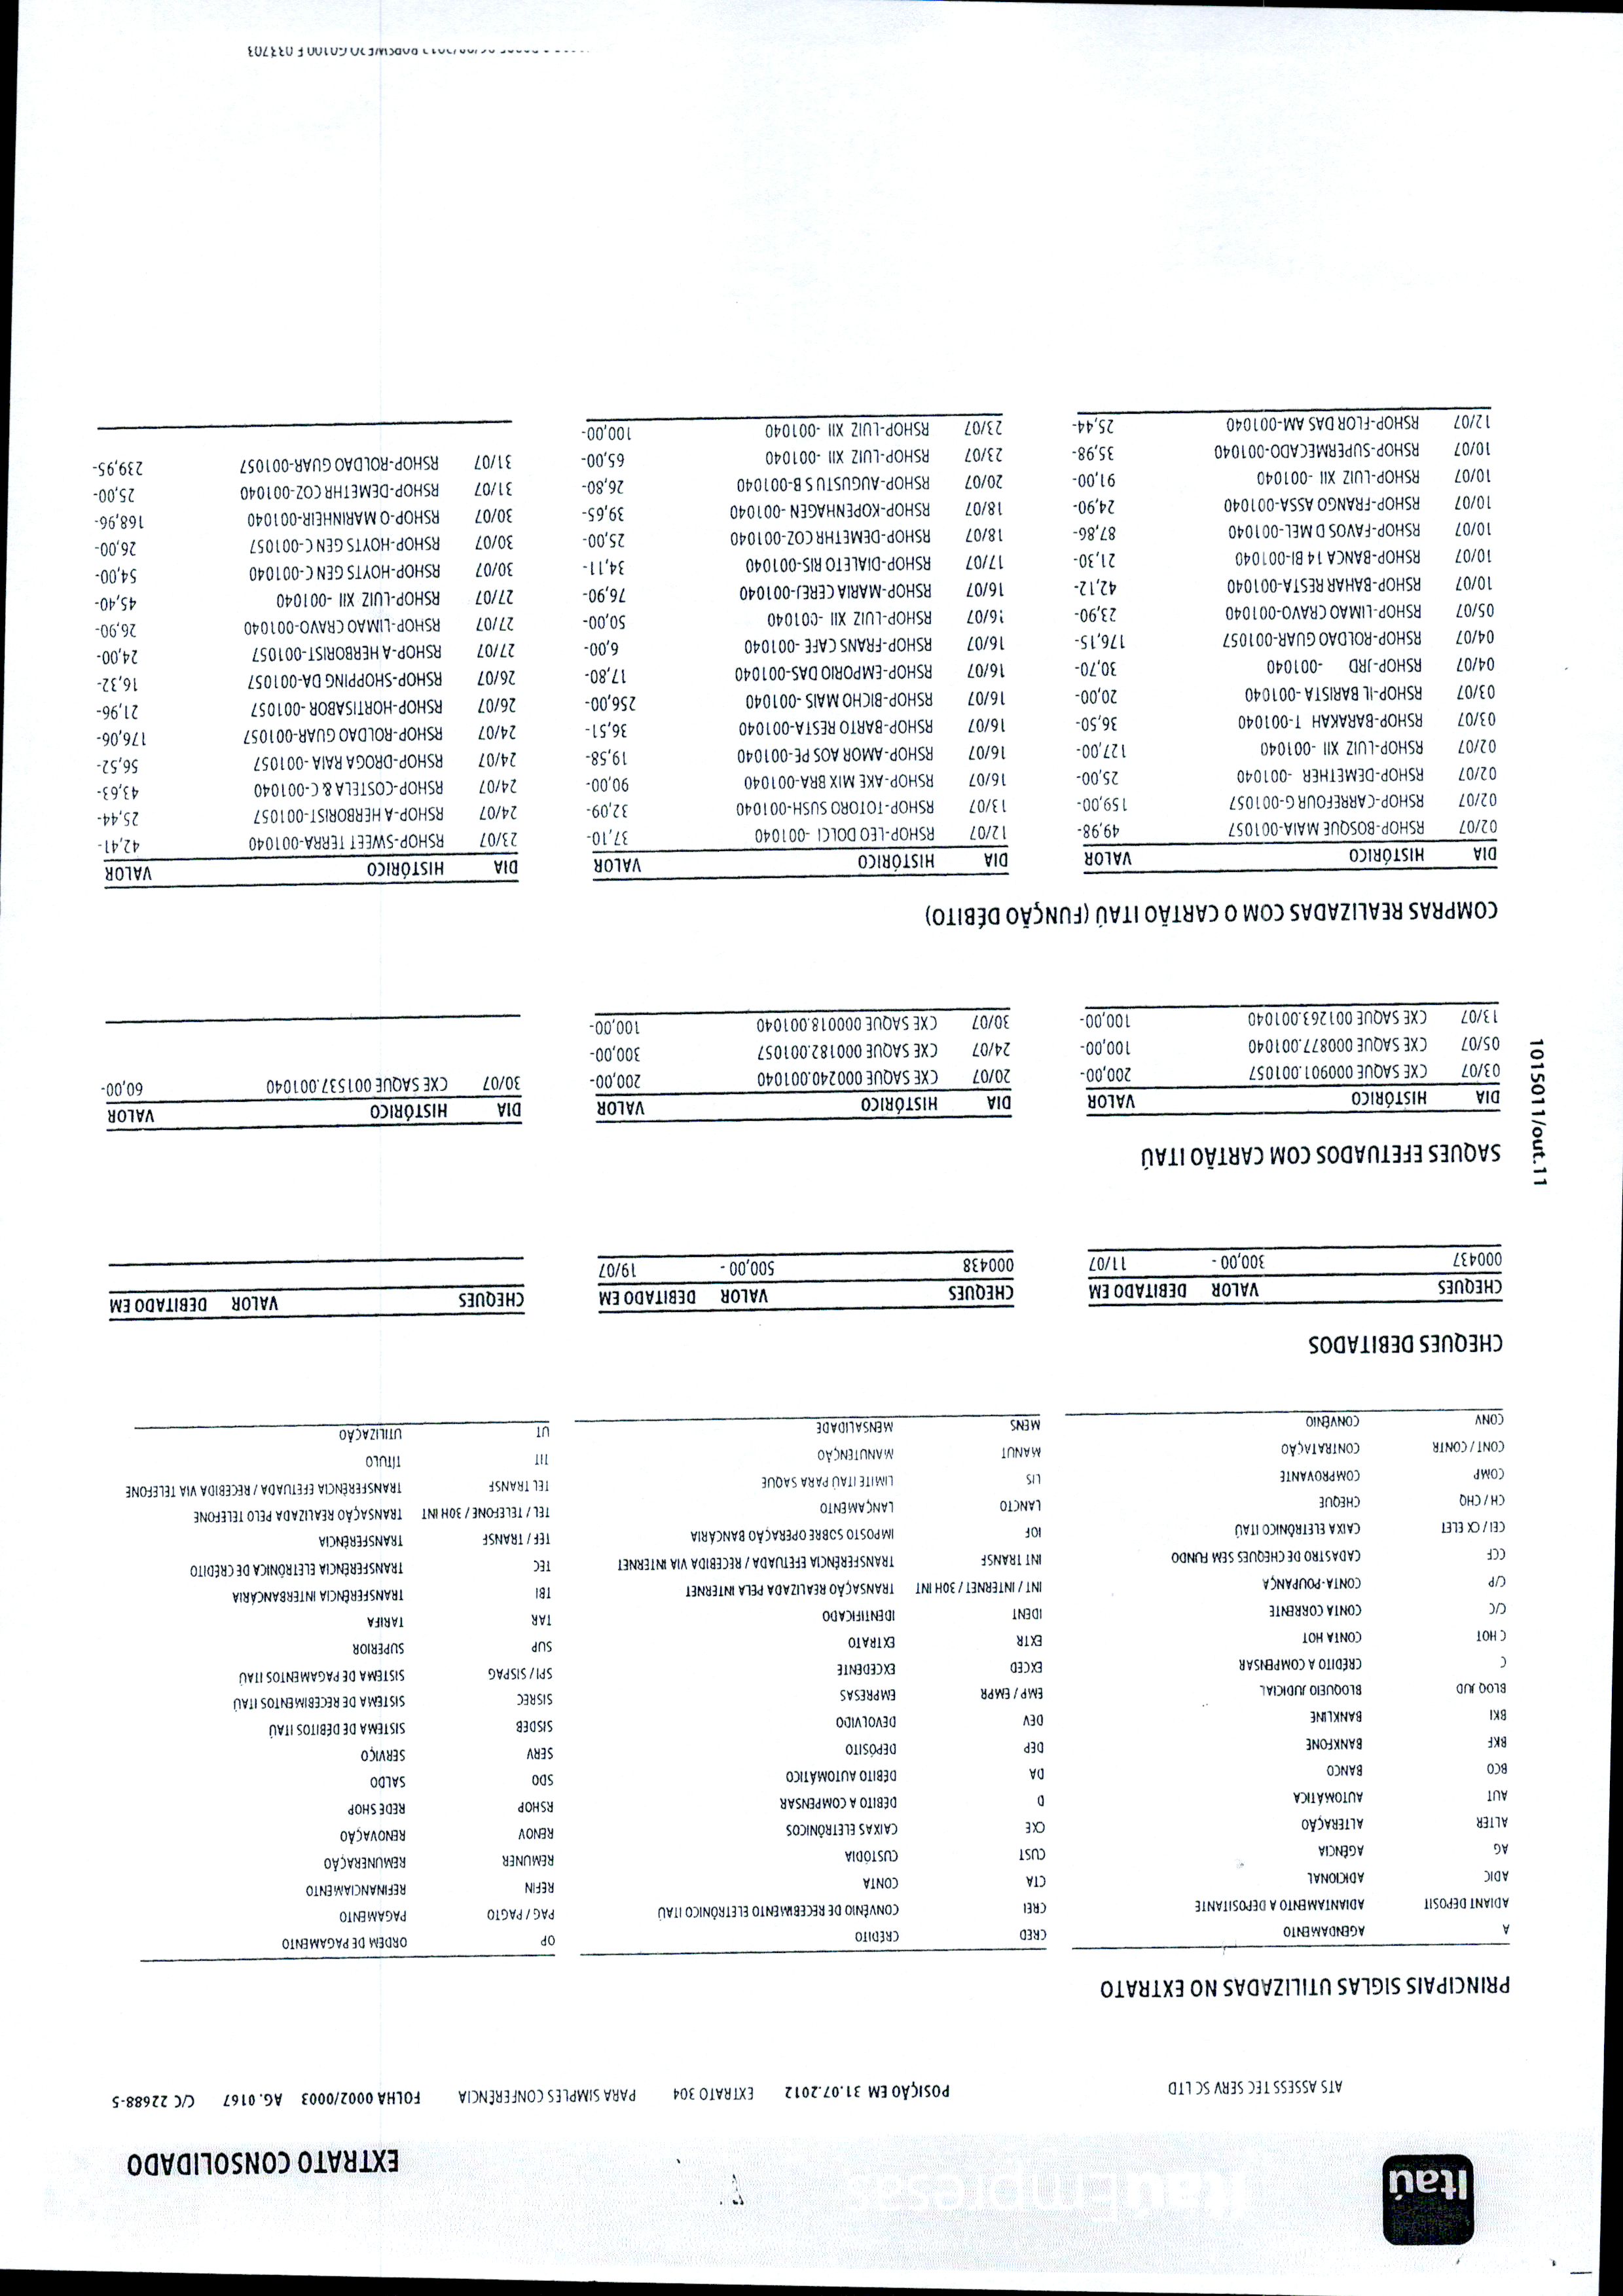 Itaú
ItaúEmpresas
EXTRATO CONSOLIDADO
ATS ASSESS TEC SERV SC LTD POSIÇÃO EM 31.07.2012 EXTRATO 304 PARA SIMPLES CONFERÊNCIA FOLHA 0002/0003 AG. 0167 C/C 22688-5
PRINCIPAIS SIGLAS UTILIZADAS NO EXTRATO
A AGENDAMENTO
ADIANT DEPOSIT ADIANTAMENTO A DEPOSITANTE
ADIC ADICIONAL
AG AGÊNCIA
ALTER ALTERAÇÃO
AUT AUTOMÁTICA
BCO BANCO
BKF BANKFONE
BKI BANKLINE
BLOQ JUD BLOQUEIO JUDICIAL
C CRÉDITO A COMPENSAR
C HOT CONTA HOT
C/C CONTA CORRENTE
C/P CONTA-POUPANÇA
CCF CADASTRO DE CHEQUES SEM FUNDO
CEI / CX ELET CAIXA ELETRÔNICO ITAÚ
CH / CHQ CHEQUE
COMP COMPROVANTE
CONT / CONTR CONTRATAÇÃO
CONV CONVÊNIO
CRED CRÉDITO
CREI CONVÊNIO DE RECEBIMENTO ELETRÔNICO ITAÚ
CTA CONTA
CUST CUSTÓDIA
CXE CAIXAS ELETRÔNICOS
D DÉBITO A COMPENSAR
DA DÉBITO AUTOMÁTICO
DEP DEPÓSITO
DEV DEVOLVIDO
EMP / EMPR EMPRESAS
EXCED EXCEDENTE
EXTR EXTRATO
IDENT IDENTIFICADO
INT / INTERNET / 30H INT TRANSAÇÃO REALIZADA PELA INTERNET
INT TRANSF TRANSFERÊNCIA EFETUADA / RECEBIDA VIA INTERNET
IOF IMPOSTO SOBRE OPERAÇÃO BANCÁRIA
LANCTO LANÇAMENTO
LIS LIMITE ITAÚ PARA SAQUE
MANUT MANUTENÇÃO
MENS MENSALIDADE
OP ORDEM DE PAGAMENTO
PAG / PAGTO PAGAMENTO
REFIN REFINANCIAMENTO
REMUNER REMUNERAÇÃO
RENOV RENOVAÇÃO
RSHOP REDE SHOP
SDO SALDO
SERV SERVIÇO
SISDEB SISTEMA DE DÉBITOS ITAÚ
SISREC SISTEMA DE RECEBIMENTOS ITAÚ
SPI / SISPAG SISTEMA DE PAGAMENTOS ITAÚ
SUP SUPERIOR
TAR TARIFA
TBI TRANSFERÊNCIA INTERBANCÁRIA
TEC TRANSFERÊNCIA ELETRÔNICA DE CRÉDITO
TEF / TRANSF TRANSFERÊNCIA
TEL / TELEFONE / 30H INT TRANSAÇÃO REALIZADA PELO TELEFONE
TEL TRANSF TRANSFERÊNCIA EFETUADA / RECEBIDA VIA TELEFONE
TIT TÍTULO
UT UTILIZAÇÃO
CHEQUES DEBITADOS
CHEQUES VALOR DEBITADO EM
000437 300,00 - 11/07
CHEQUES VALOR DEBITADO EM
000438 500,00 - 19/07
CHEQUES VALOR DEBITADO EM
SAQUES EFETUADOS COM CARTÃO ITAÚ
DIA HISTÓRICO VALOR
03/07 CXE SAQUE 000901.001057 200,00-
05/07 CXE SAQUE 000877.001040 100,00-
13/07 CXE SAQUE 001263.001040 100,00-
DIA HISTÓRICO VALOR
20/07 CXE SAQUE 000240.001040 200,00-
24/07 CXE SAQUE 000182.001057 300,00-
30/07 CXE SAQUE 000018.001040 100,00-
DIA HISTÓRICO VALOR
30/07 CXE SAQUE 001537.001040 60,00-
1015011/out.11
COMPRAS REALIZADAS COM O CARTÃO ITAÚ (FUNÇÃO DÉBITO)
DIA HISTÓRICO VALOR
02/07 RSHOP-BOSQUE MAIA-001057 49,98-
02/07 RSHOP-CARREFOUR G-001057 159,00-
02/07 RSHOP-DEMETHER -001040 25,00-
02/07 RSHOP-LUIZ XII -001040 127,00-
03/07 RSHOP-BARAKAH T-001040 36,50-
03/07 RSHOP-IL BARISTA -001040 20,00-
04/07 RSHOP-JRD -001040 30,70-
04/07 RSHOP-ROLDAO GUAR-001057 176,15-
05/07 RSHOP-LIMAO CRAVO-001040 23,90-
10/07 RSHOP-BAHAR RESTA-001040 42,12-
10/07 RSHOP-BANCA 14 BI-001040 21,30-
10/07 RSHOP-FAVOS D MEL-001040 87,86-
10/07 RSHOP-FRANGO ASSA-001040 24,90-
10/07 RSHOP-LUIZ XII -001040 91,00-
10/07 RSHOP-SUPERMECADO-001040 35,98-
12/07 RSHOP-FLOR DAS AM-001040 25,44-
DIA HISTÓRICO VALOR
12/07 RSHOP-LEO DOLCI -001040 37,10-
13/07 RSHOP-TOTORO SUSH-001040 32,09-
16/07 RSHOP-AKE MIX BRA-001040 90,00-
16/07 RSHOP-AMOR AOS PE-001040 19,58-
16/07 RSHOP-BARTO RESTA-001040 36,51-
16/07 RSHOP-BICHO MAIS -001040 256,00-
16/07 RSHOP-EMPORIO DAS-001040 17,80-
16/07 RSHOP-FRANS CAFE -001040 6,00-
16/07 RSHOP-LUIZ XII -001040 50,00-
16/07 RSHOP-MARIA CEREJ-001040 76,90-
17/07 RSHOP-DIALETO RIS-001040 34,11-
18/07 RSHOP-DEMETHR COZ-001040 25,00-
18/07 RSHOP-KOPENHAGEN -001040 39,65-
20/07 RSHOP-AUGUSTU S B-001040 26,80-
23/07 RSHOP-LUIZ XII -001040 65,00-
23/07 RSHOP-LUIZ XII -001040 100,00-
DIA HISTÓRICO VALOR
23/07 RSHOP-SWEET TERRA-001040 42,41-
24/07 RSHOP-A HERBORIST-001057 25,44-
24/07 RSHOP-COSTELA & C-001040 43,63-
24/07 RSHOP-DROGA RAIA -001057 56,52-
24/07 RSHOP-ROLDAO GUAR-001057 176,06-
26/07 RSHOP-HORTISABOR -001057 21,96-
26/07 RSHOP-SHOPPING DA-001057 16,32-
27/07 RSHOP-A HERBORIST-001057 24,00-
27/07 RSHOP-LIMAO CRAVO-001040 26,90-
27/07 RSHOP-LUIZ XII -001040 45,40-
30/07 RSHOP-HOYTS GEN C-001040 54,00-
30/07 RSHOP-HOYTS GEN C-001057 26,00-
30/07 RSHOP-O MARINHEIR-001040 168,96-
31/07 RSHOP-DEMETHR COZ-001040 25,00-
31/07 RSHOP-ROLDAO GUAR-001057 239,95-
G0100 F 033703